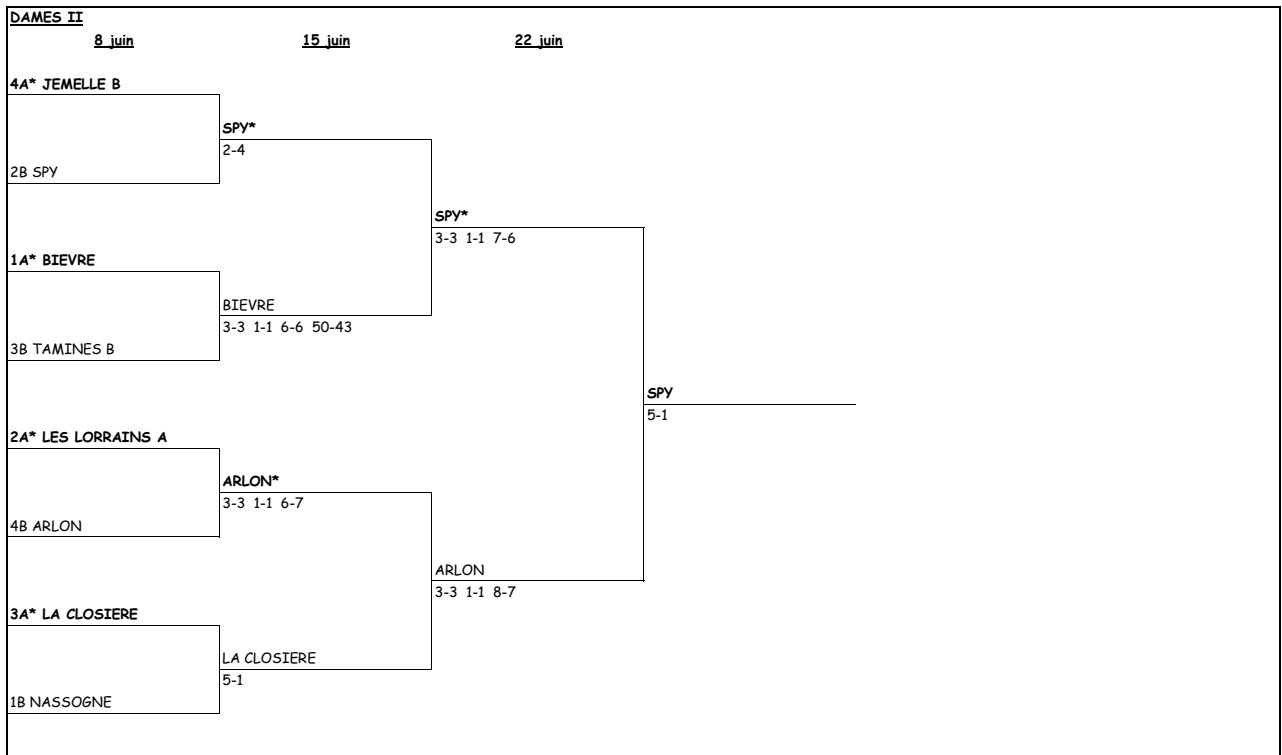 DAMES II
8 juin 15 juin 22 juin
4A* JEMELLE B
SPY*
2-4
2B SPY
SPY*
3-3 1-1 7-6
1A* BIEVRE
BIEVRE
3-3 1-1 6-6 50-43
3B TAMINES B
SPY
5-1
2A* LES LORRAINS A
ARLON*
3-3 1-1 6-7
4B ARLON
ARLON
3-3 1-1 8-7
3A* LA CLOSIERE
LA CLOSIERE
5-1
1B NASSOGNE